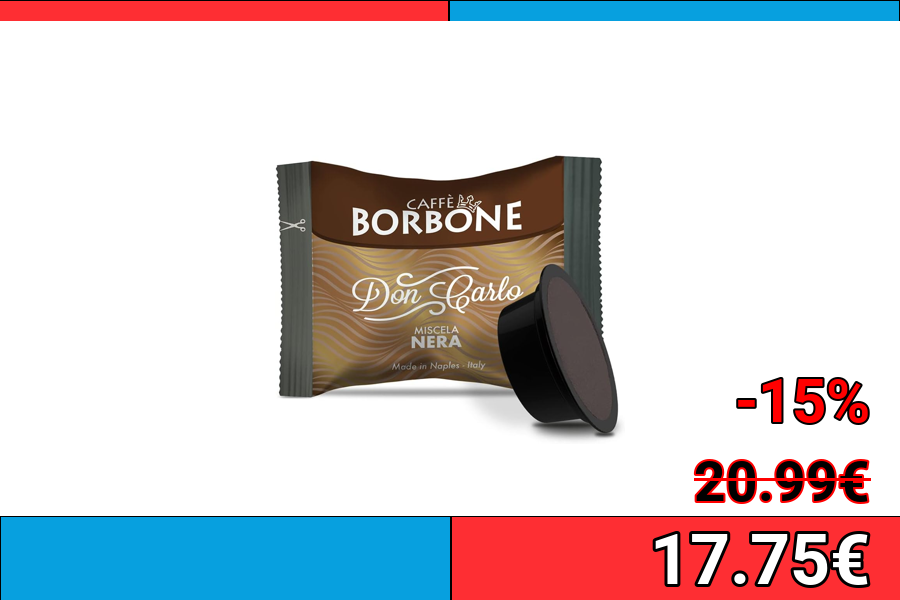 CAFFÈ
BORBONE
Don Carlo
MISCELA
NERA
Made in Naples - Italy
-15%
20.99€
17.75€